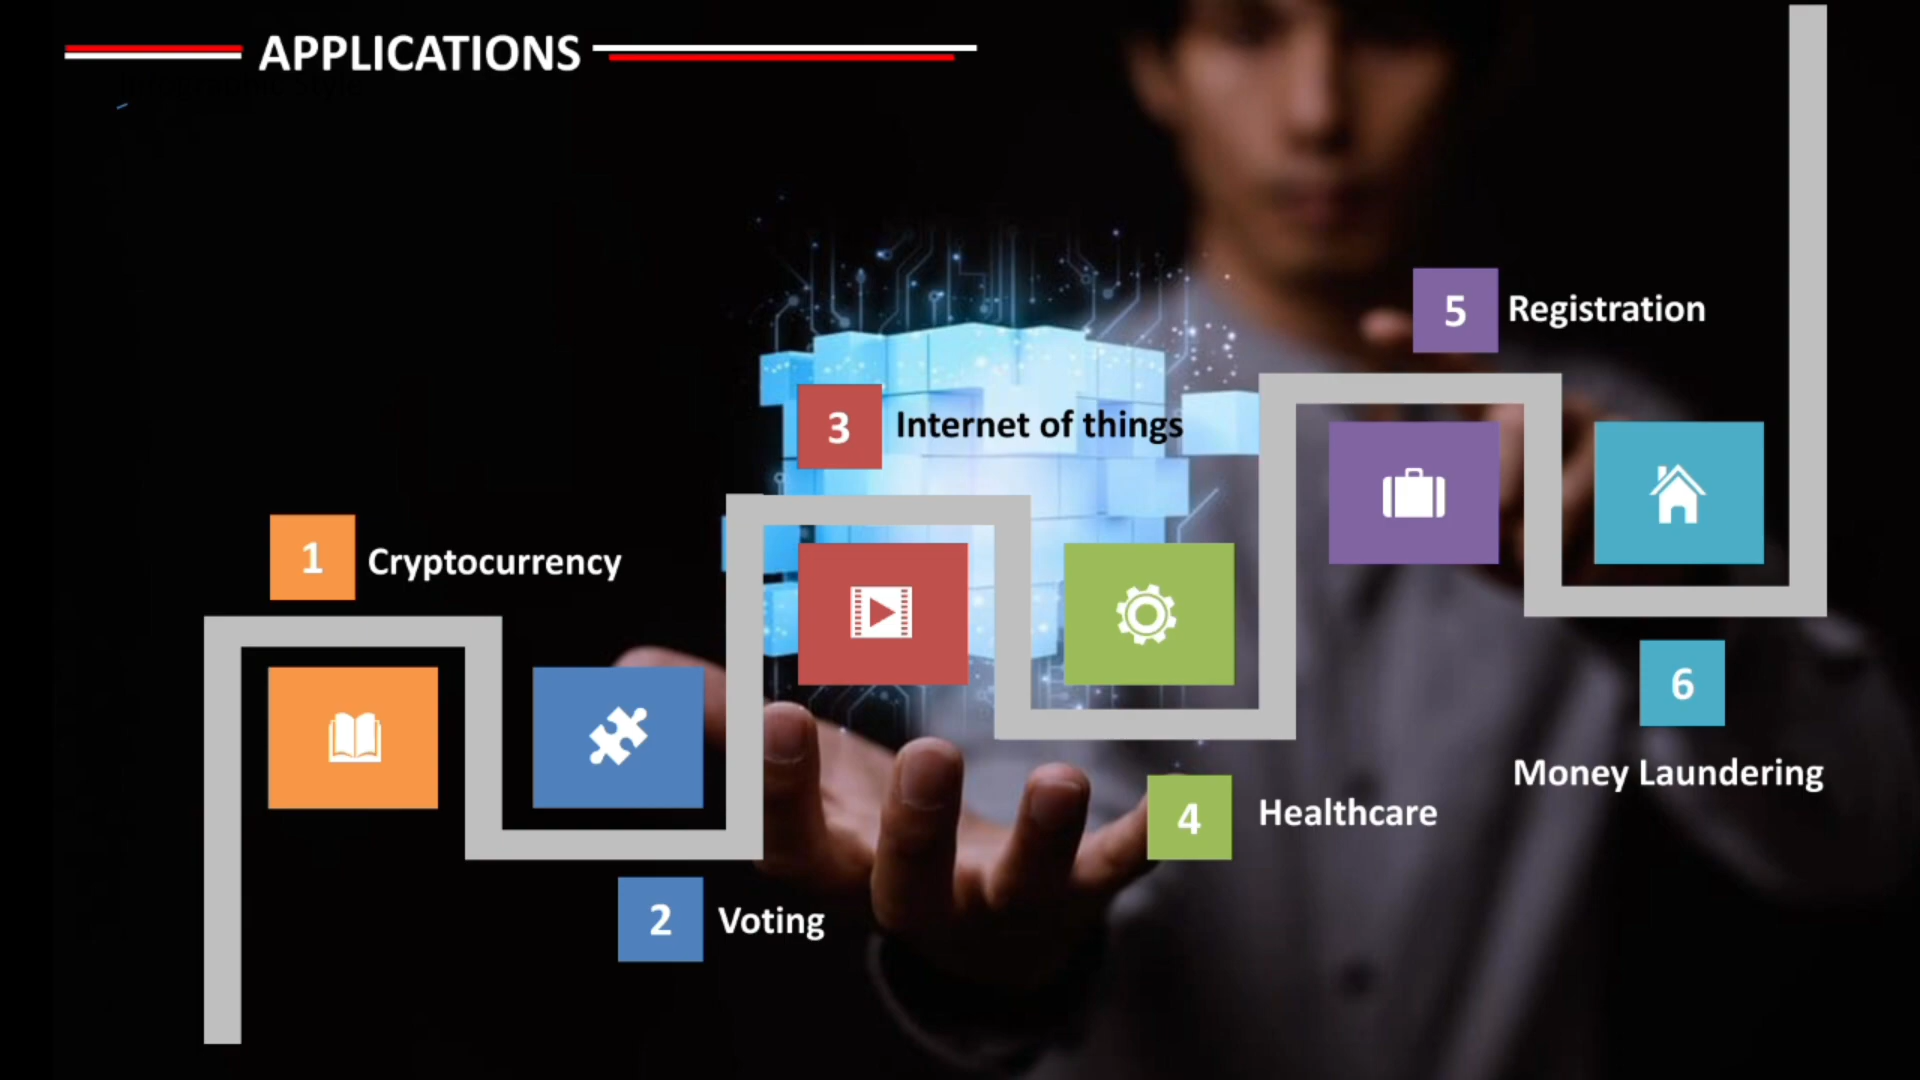 APPLICATIONS
1 Cryptocurrency
2 Voting
3 Internet of things
4 Healthcare
5 Registration
6
Money Laundering